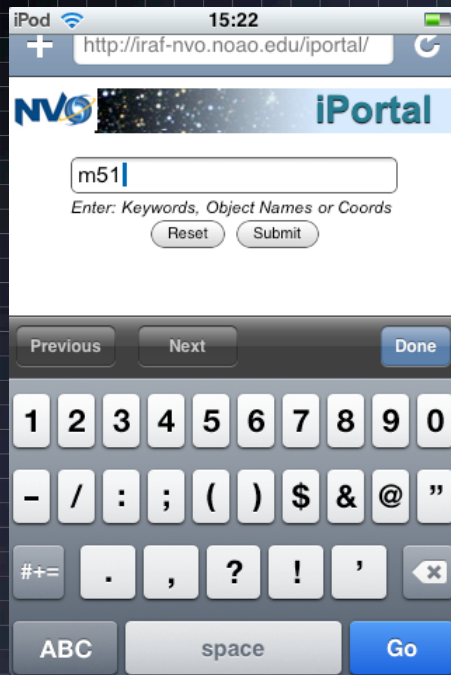 iPod 15:22
http://iraf-nvo.noao.edu/iportal/
NVO iPortal
m51
Enter: Keywords, Object Names or Coords
Reset Submit
Previous Next Done
1 2 3 4 5 6 7 8 9 0
- / : ; ( ) $ & @ ”
#+= . , ? ! ’
ABC space Go